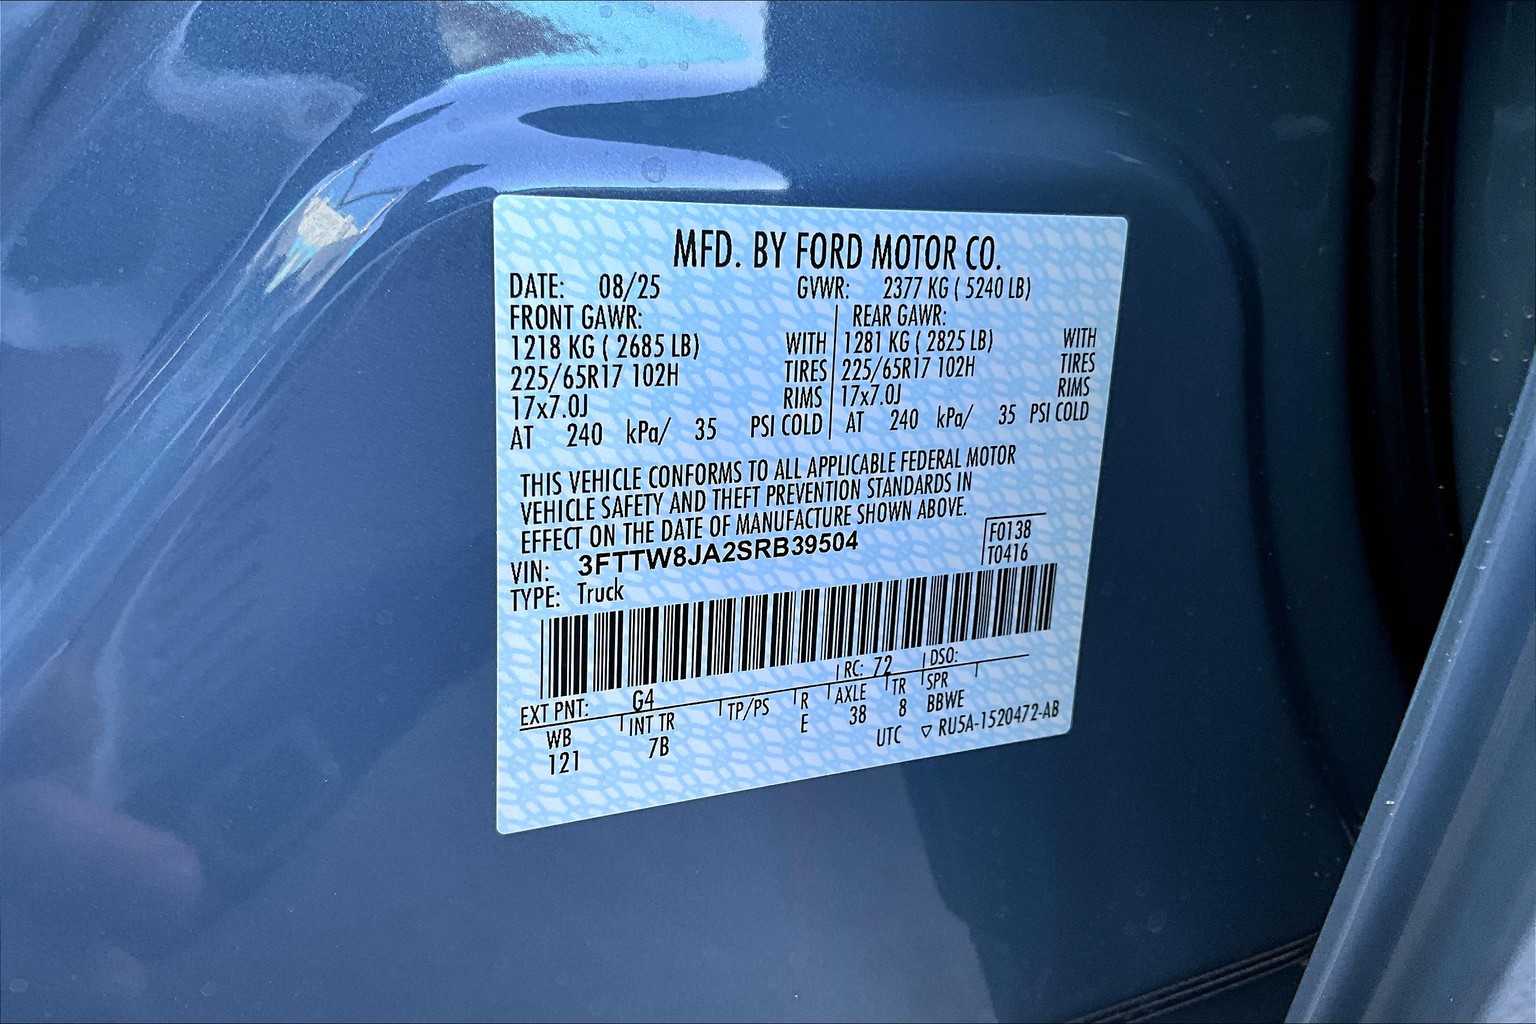 MFD. BY FORD MOTOR CO.
DATE: 08/25 GVWR: 2377 KG ( 5240 LB)
FRONT GAWR: REAR GAWR:
1218 KG ( 2685 LB) WITH 1281 KG ( 2825 LB) WITH
225/65R17 102H TIRES 225/65R17 102H TIRES
17x7.0J RIMS 17x7.0J RIMS
AT 240 kPa/ 35 PSI COLD AT 240 kPa/ 35 PSI COLD
THIS VEHICLE CONFORMS TO ALL APPLICABLE FEDERAL MOTOR
VEHICLE SAFETY AND THEFT PREVENTION STANDARDS IN
EFFECT ON THE DATE OF MANUFACTURE SHOWN ABOVE.
VIN: 3FTTW8JA2SRB39504 F0138
TYPE: Truck T0416
EXT PNT: G4 RC: 72 DSO:
WB INT TR TP/PS R AXLE TR SPR
121 7B E 38 8 BBWE
UTC ▽ RU5A-1520472-AB